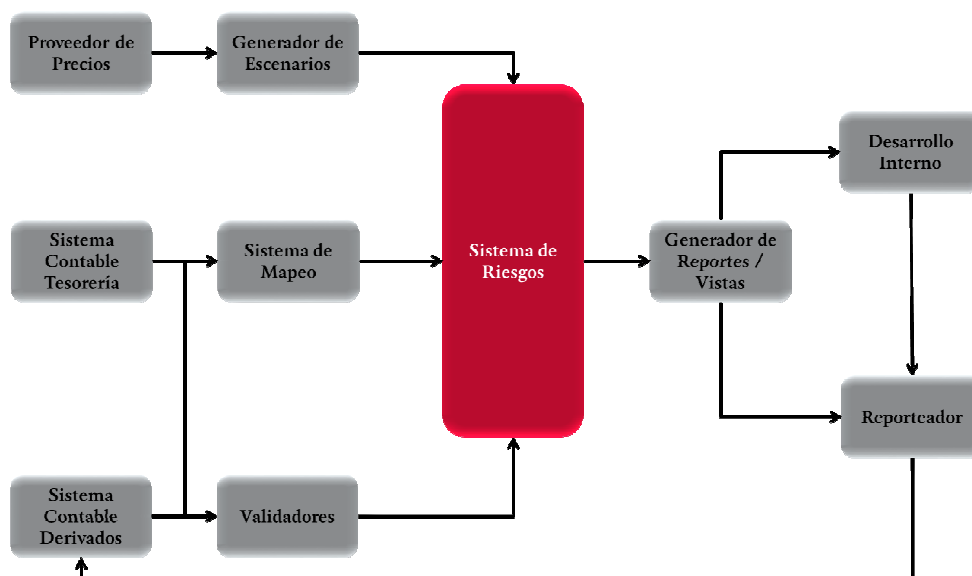 Proveedor de
Precios
Generador de
Escenarios
Desarrollo
Interno
Sistema
Contable
Tesorería
Sistema de
Mapeo
Sistema de
Riesgos
Generador de
Reportes /
Vistas
Reporteador
Sistema
Contable
Derivados
Validadores